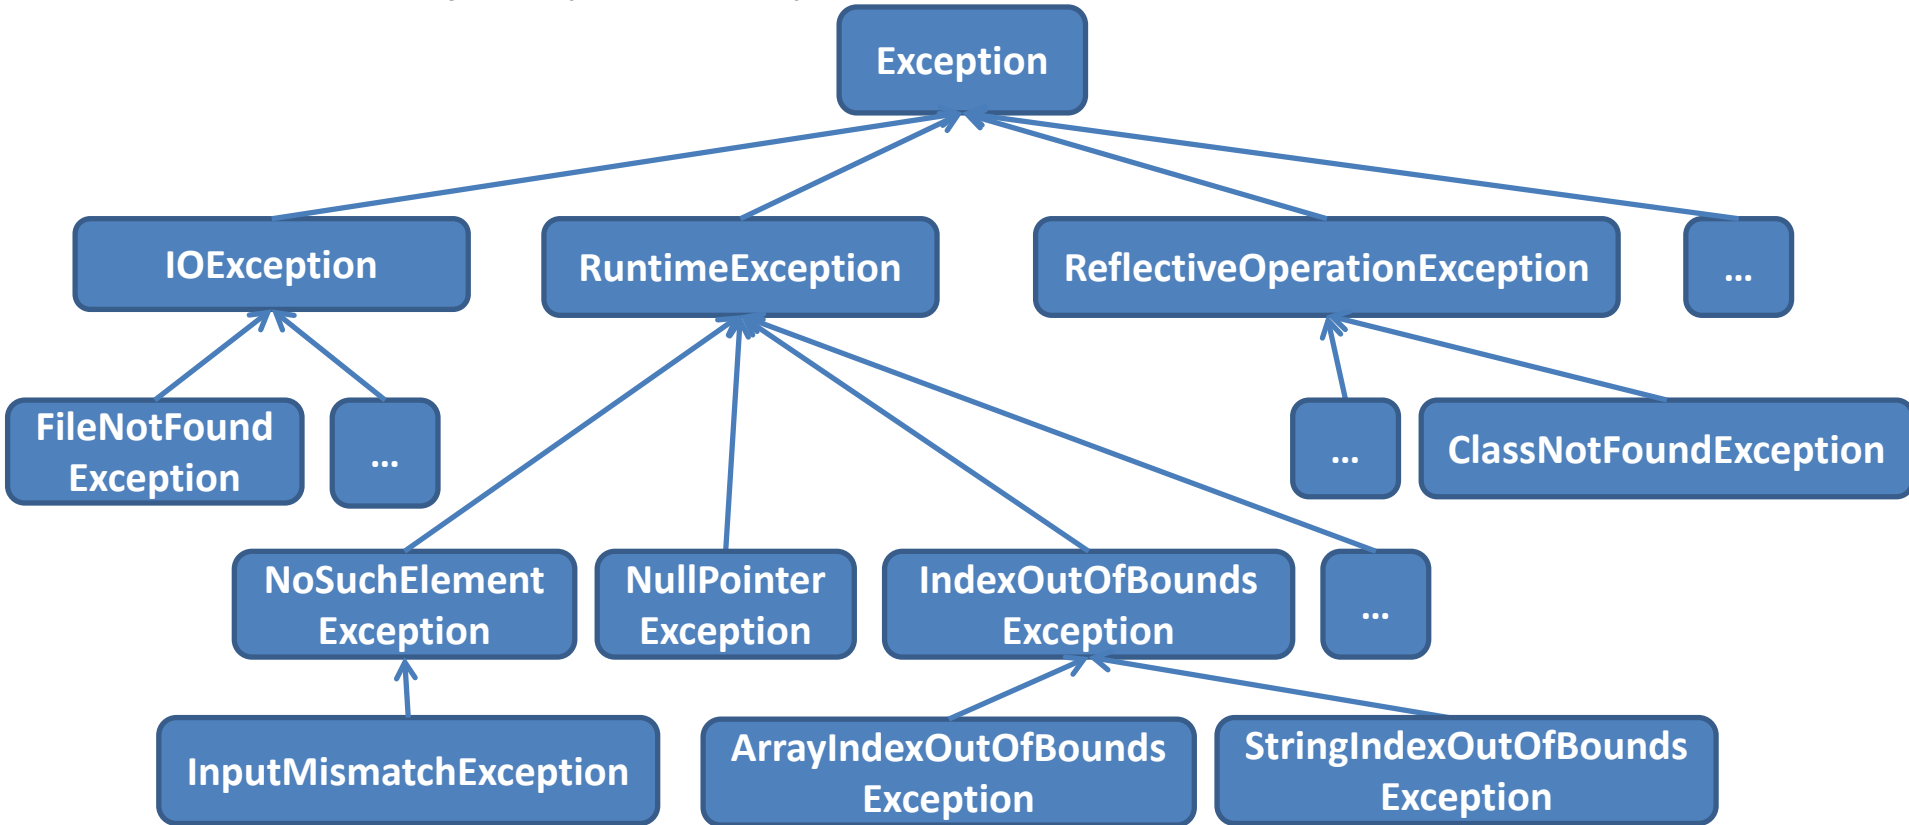 Exception
IOException
RuntimeException
ReflectiveOperationException
...
FileNotFound
Exception
...
...
ClassNotFoundException
NoSuchElement
Exception
NullPointer
Exception
IndexOutOfBounds
Exception
...
InputMismatchException
ArrayIndexOutOfBounds
Exception
StringIndexOutOfBounds
Exception